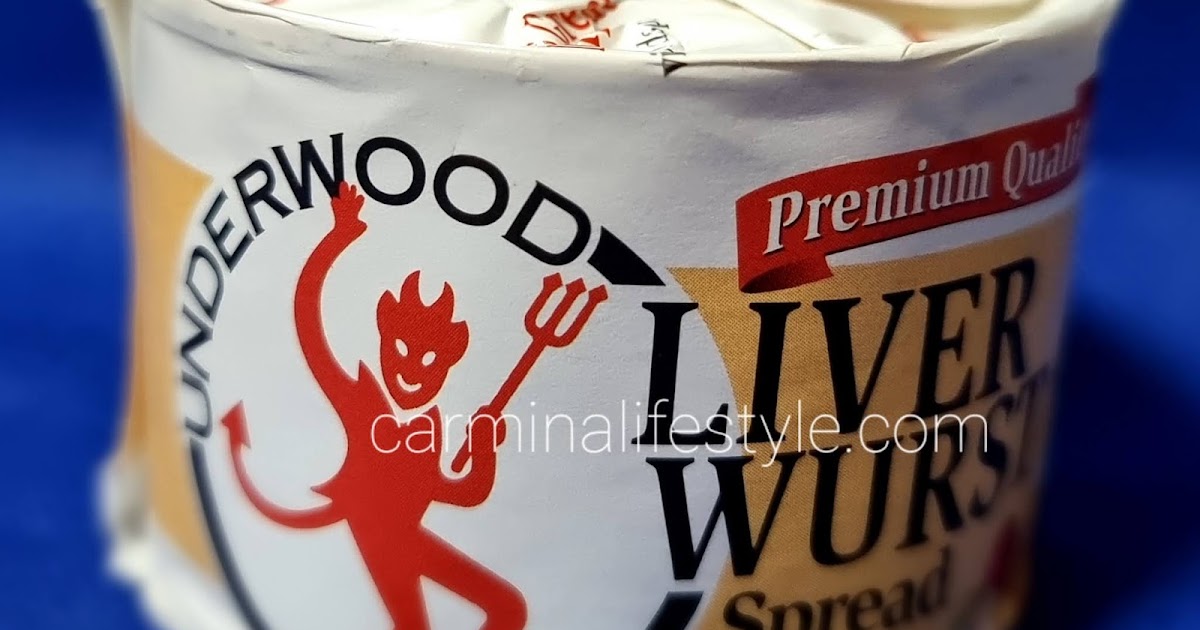 UNDERWOOD
Premium Quali
LIVER
WURST
Spread
carminalifestyle.com